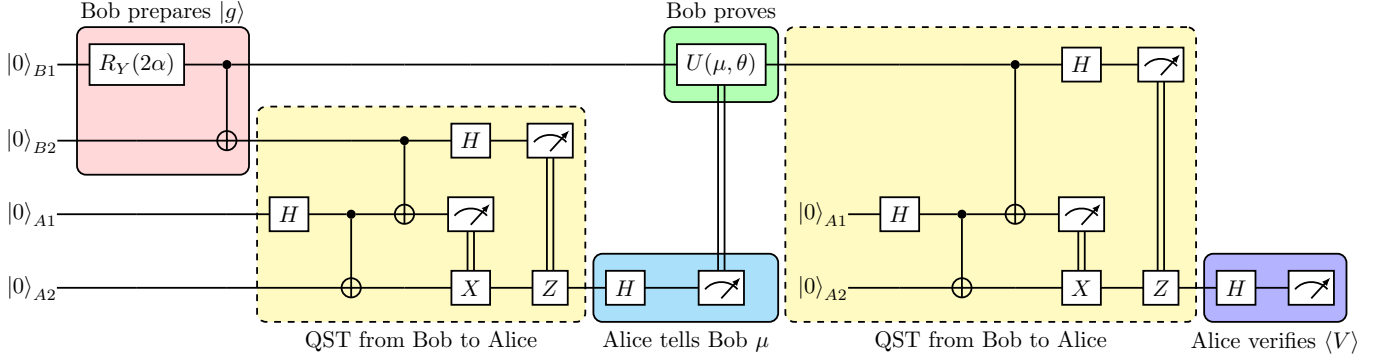 Bob prepares |g⟩
Bob proves
|0⟩_{B1} R_Y(2α) U(μ, θ) H
|0⟩_{B2} H
|0⟩_{A1} H |0⟩_{A1} H
|0⟩_{A2} X Z H |0⟩_{A2} X Z H
QST from Bob to Alice Alice tells Bob μ QST from Bob to Alice Alice verifies ⟨V⟩